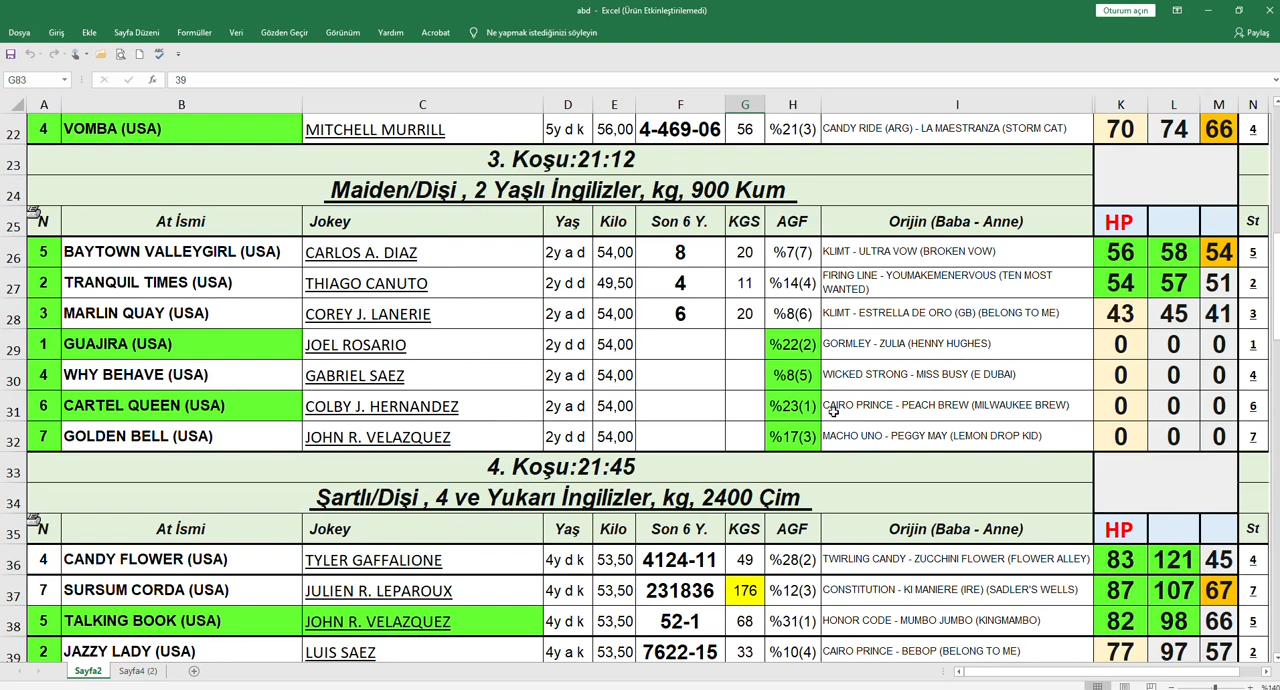 abd - Excel (Ürün Etkinleştirilemedi)
Oturum açın
Dosya Giriş Ekle Sayfa Düzeni Formüller Veri Gözden Geçir Görünüm Yardım Acrobat Ne yapmak istediğinizi söyleyin Paylaş
G83 fx 39
A B C D E F G H I K L M N
22 4 VOMBA (USA) MITCHELL MURRILL 5y d k 56,00 4-469-06 56 %21(3) CANDY RIDE (ARG) - LA MAESTRANZA (STORM CAT) 70 74 66 4
23 3. Koşu:21:12
24 Maiden/Dişi , 2 Yaşlı İngilizler, kg, 900 Kum
25 N At İsmi Jokey Yaş Kilo Son 6 Y. KGS AGF Orijin (Baba - Anne) HP St
26 5 BAYTOWN VALLEYGIRL (USA) CARLOS A. DIAZ 2y a d 54,00 8 20 %7(7) KLIMT - ULTRA VOW (BROKEN VOW) 56 58 54 5
27 2 TRANQUIL TIMES (USA) THIAGO CANUTO 2y d d 49,50 4 11 %14(4) FIRING LINE - YOUMAKEMENERVOUS (TEN MOST WANTED) 54 57 51 2
28 3 MARLIN QUAY (USA) COREY J. LANERIE 2y a d 54,00 6 20 %8(6) KLIMT - ESTRELLA DE ORO (GB) (BELONG TO ME) 43 45 41 3
29 1 GUAJIRA (USA) JOEL ROSARIO 2y d d 54,00 %22(2) GORMLEY - ZULIA (HENNY HUGHES) 0 0 0 1
30 4 WHY BEHAVE (USA) GABRIEL SAEZ 2y a d 54,00 %8(5) WICKED STRONG - MISS BUSY (E DUBAI) 0 0 0 4
31 6 CARTEL QUEEN (USA) COLBY J. HERNANDEZ 2y a d 54,00 %23(1) CAIRO PRINCE - PEACH BREW (MILWAUKEE BREW) 0 0 0 6
32 7 GOLDEN BELL (USA) JOHN R. VELAZQUEZ 2y d d 54,00 %17(3) MACHO UNO - PEGGY MAY (LEMON DROP KID) 0 0 0 7
33 4. Koşu:21:45
34 Şartlı/Dişi , 4 ve Yukarı İngilizler, kg, 2400 Çim
35 N At İsmi Jokey Yaş Kilo Son 6 Y. KGS AGF Orijin (Baba - Anne) HP St
36 4 CANDY FLOWER (USA) TYLER GAFFALIONE 4y d k 53,50 4124-11 49 %28(2) TWIRLING CANDY - ZUCCHINI FLOWER (FLOWER ALLEY) 83 121 45 4
37 7 SURSUM CORDA (USA) JULIEN R. LEPAROUX 4y d k 53,50 231836 176 %12(3) CONSTITUTION - KI MANIERE (IRE) (SADLER'S WELLS) 87 107 67 7
38 5 TALKING BOOK (USA) JOHN R. VELAZQUEZ 4y d k 53,50 52-1 68 %31(1) HONOR CODE - MUMBO JUMBO (KINGMAMBO) 82 98 66 5
39 2 JAZZY LADY (USA) LUIS SAEZ 4y a k 53,50 7622-15 33 %10(4) CAIRO PRINCE - BEBOP (BELONG TO ME) 77 97 57 2
Sayfa2 Sayfa4 (2)
%140